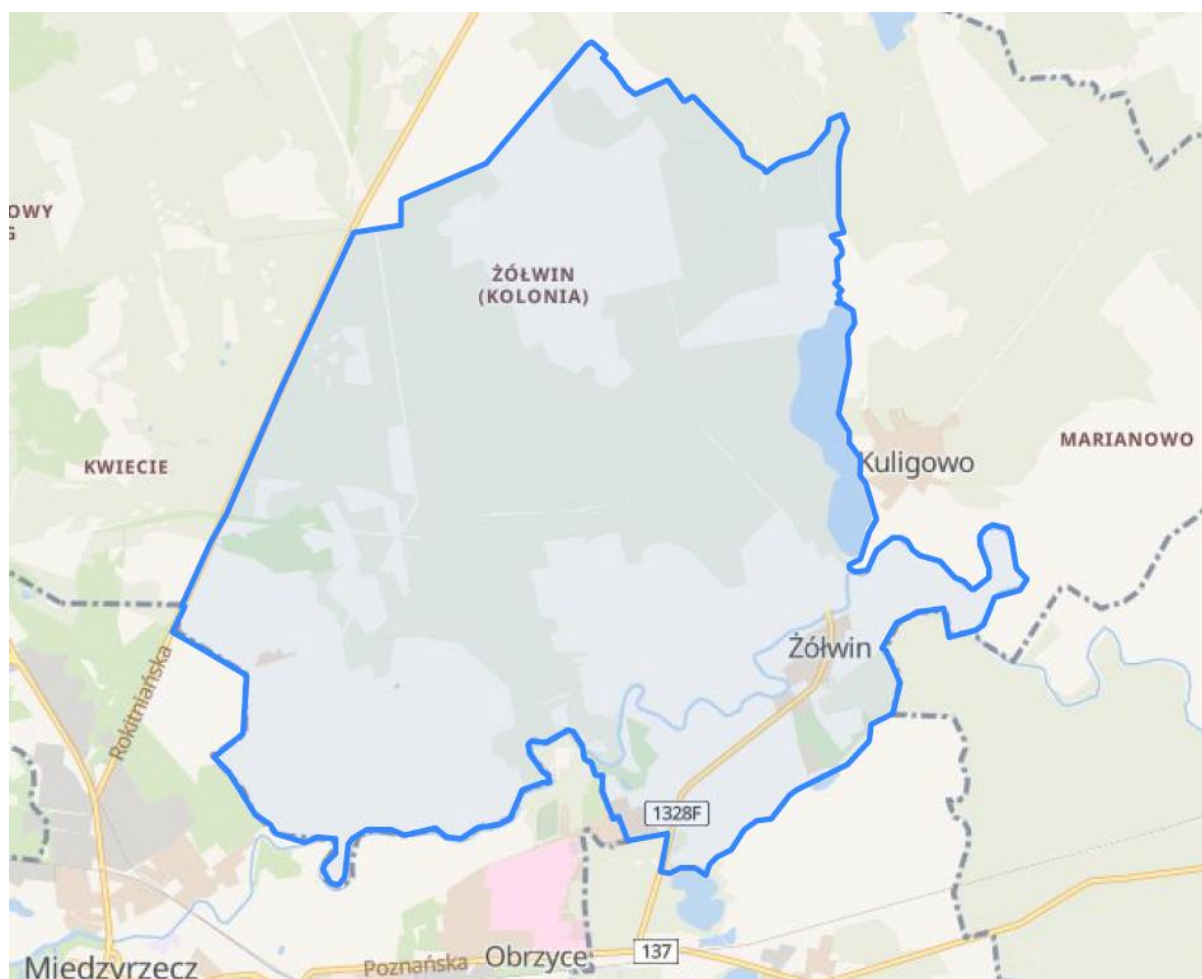 OWY
G
ŻÓŁWIN
(KOLONIA)
KWIECIE
MARIANOWO
Kuligowo
Żółwin
Rokitniańska
1328F
Obrzyce
137
Poznańska
Międzyrzecz